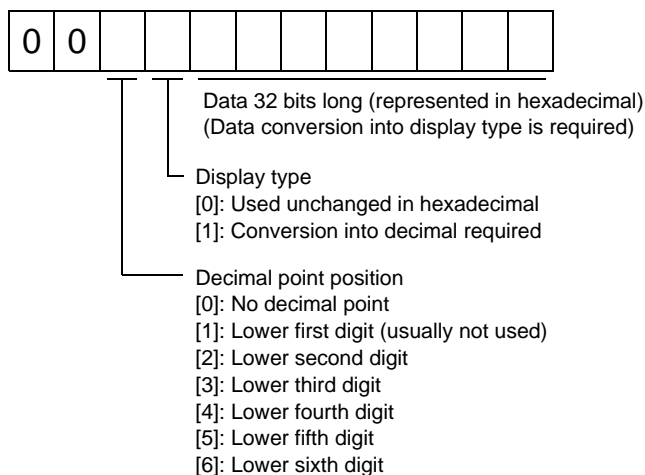 0 0
Data 32 bits long (represented in hexadecimal)
(Data conversion into display type is required)
Display type
[0]: Used unchanged in hexadecimal
[1]: Conversion into decimal required
Decimal point position
[0]: No decimal point
[1]: Lower first digit (usually not used)
[2]: Lower second digit
[3]: Lower third digit
[4]: Lower fourth digit
[5]: Lower fifth digit
[6]: Lower sixth digit